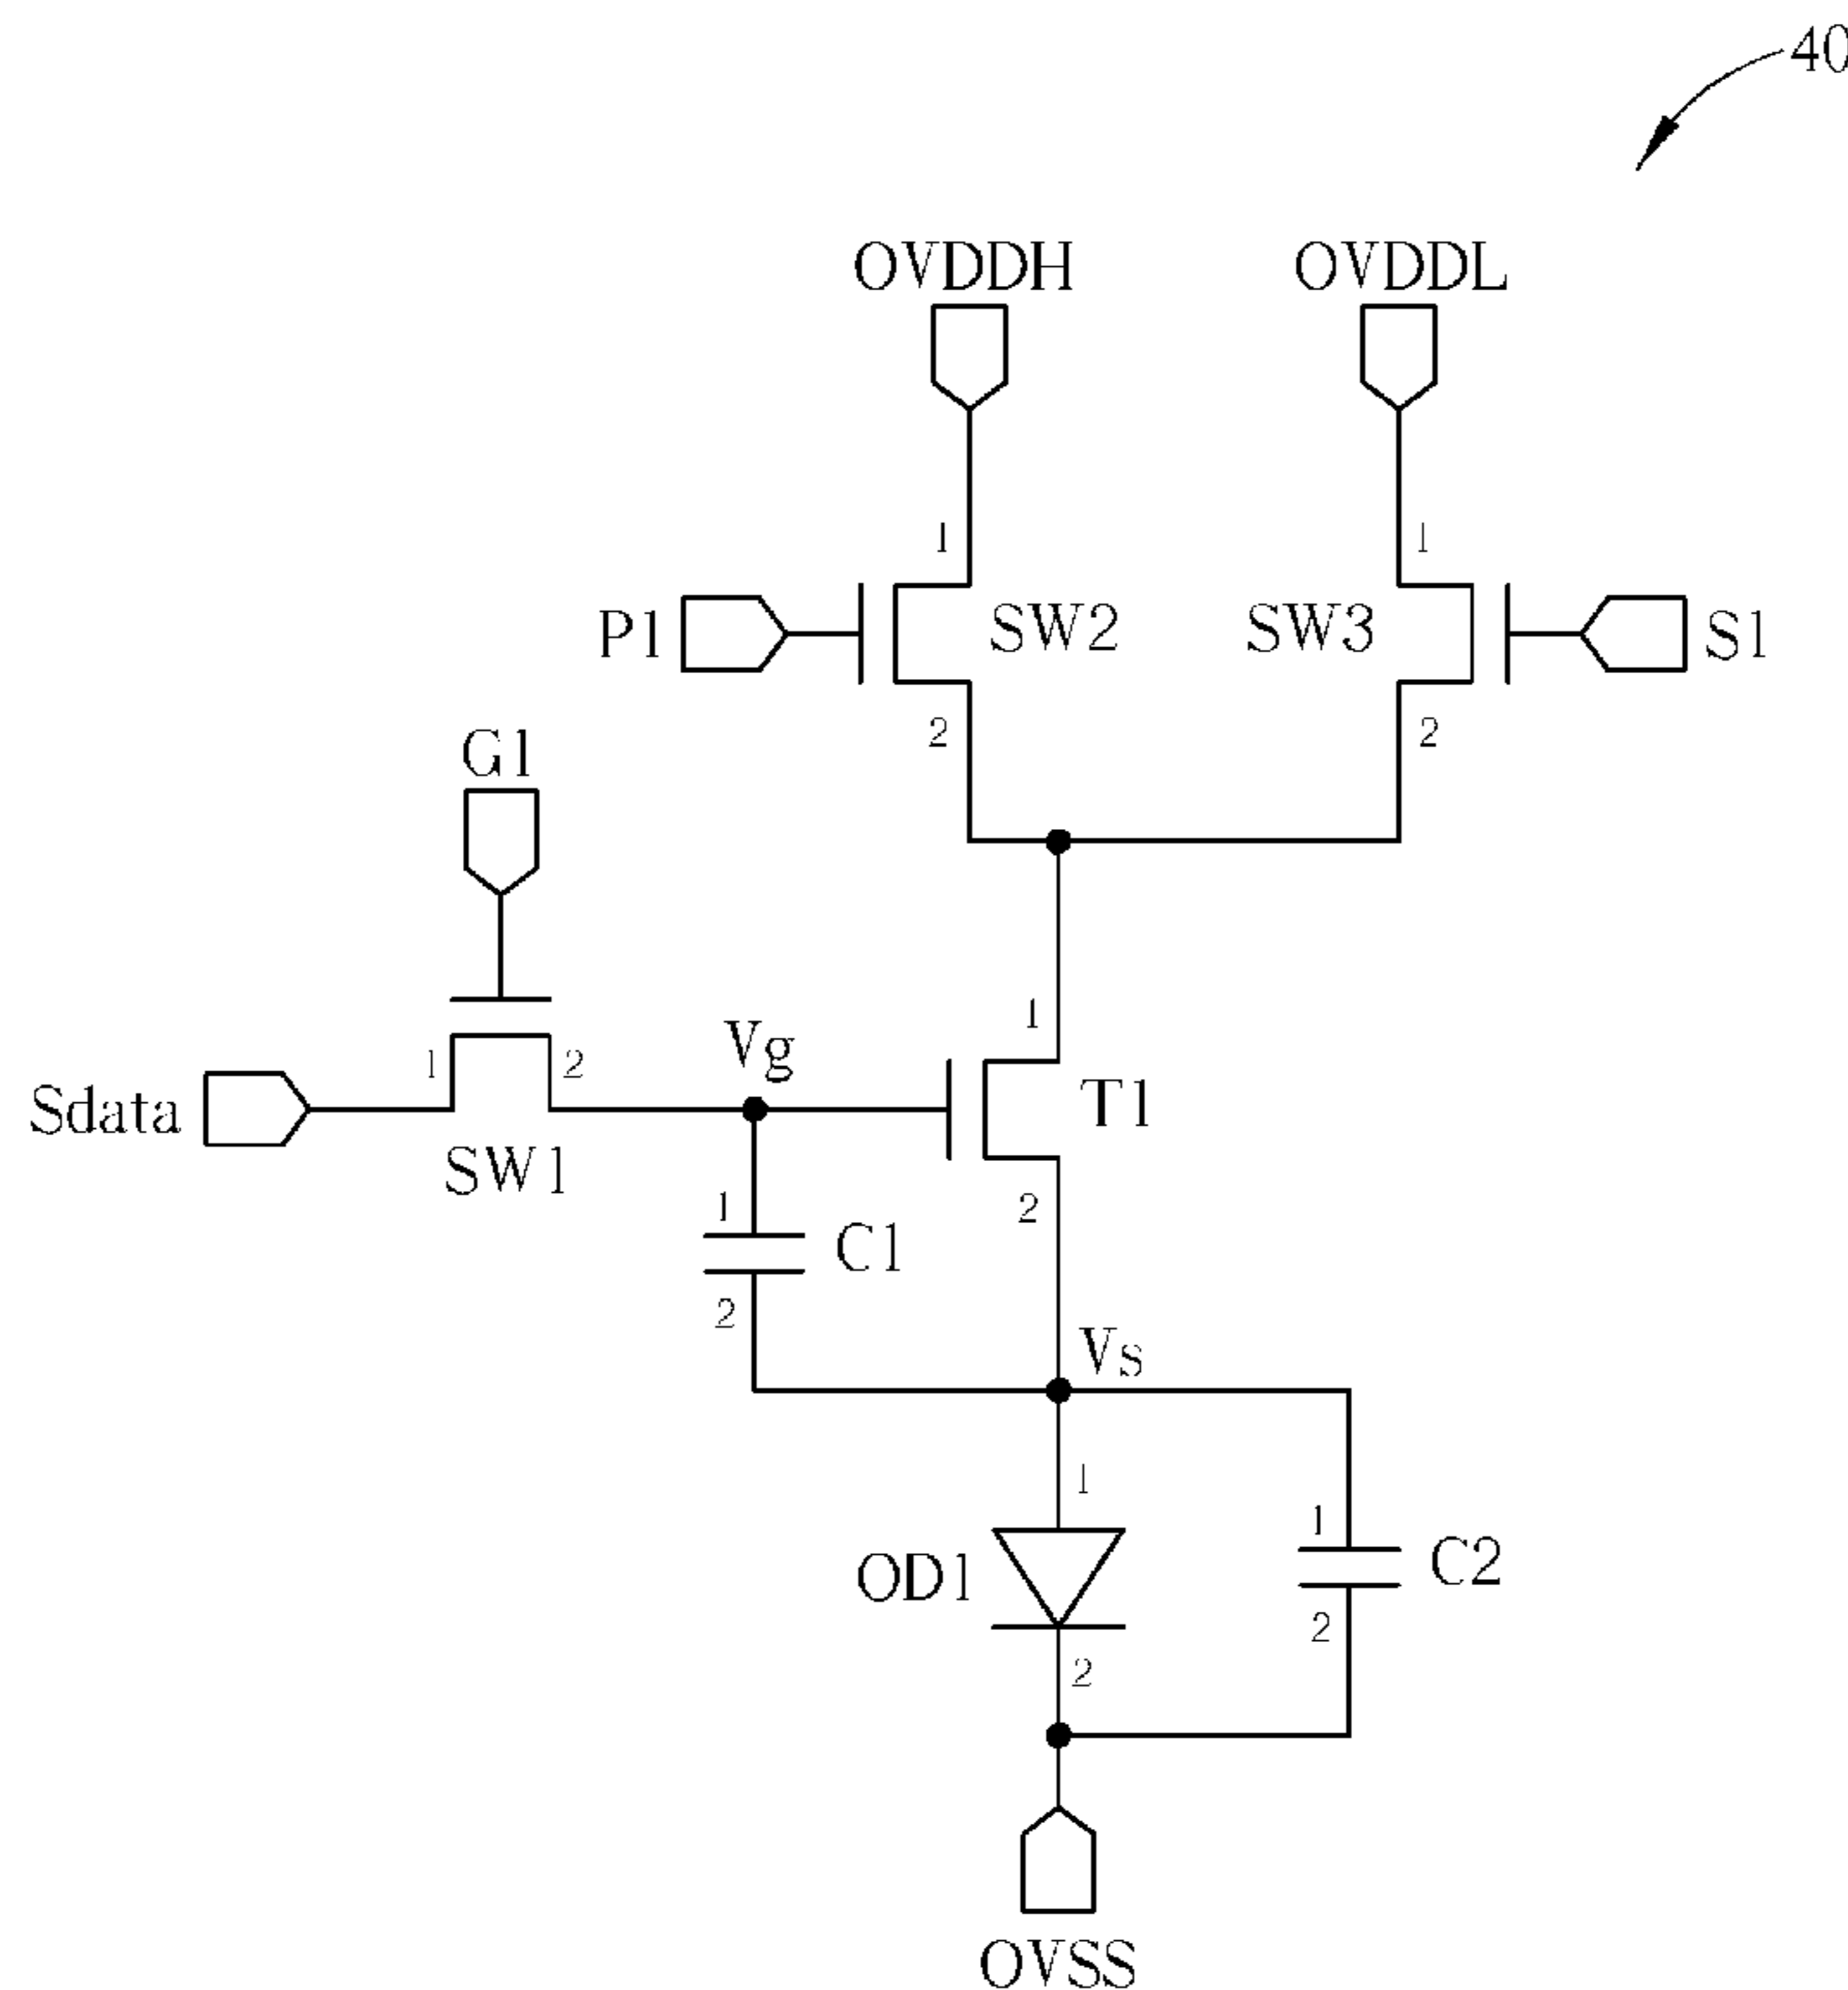 40
OVDDH OVDDL
1 1
P1 SW2 SW3 S1
2 2
G1
1
Vg
1 2 T1
Sdata
SW1
1 2
C1
2
Vs
1
1
OD1 C2
2
2
OVSS